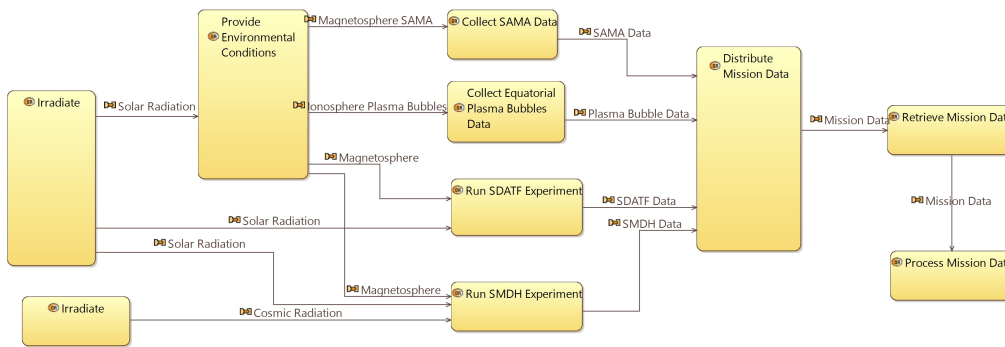 Provide
Environmental
Conditions
Magnetosphere SAMA
Collect SAMA Data
SAMA Data
Distribute
Mission Data
Irradiate
Solar Radiation
Ionosphere Plasma Bubbles
Collect Equatorial
Plasma Bubbles
Data
Plasma Bubble Data
Mission Data
Retrieve Mission Dat
Magnetosphere
Run SDATF Experiment
SDATF Data
Mission Data
Solar Radiation
SMDH Data
Solar Radiation
Process Mission Dat
Magnetosphere
Run SMDH Experiment
Irradiate
Cosmic Radiation